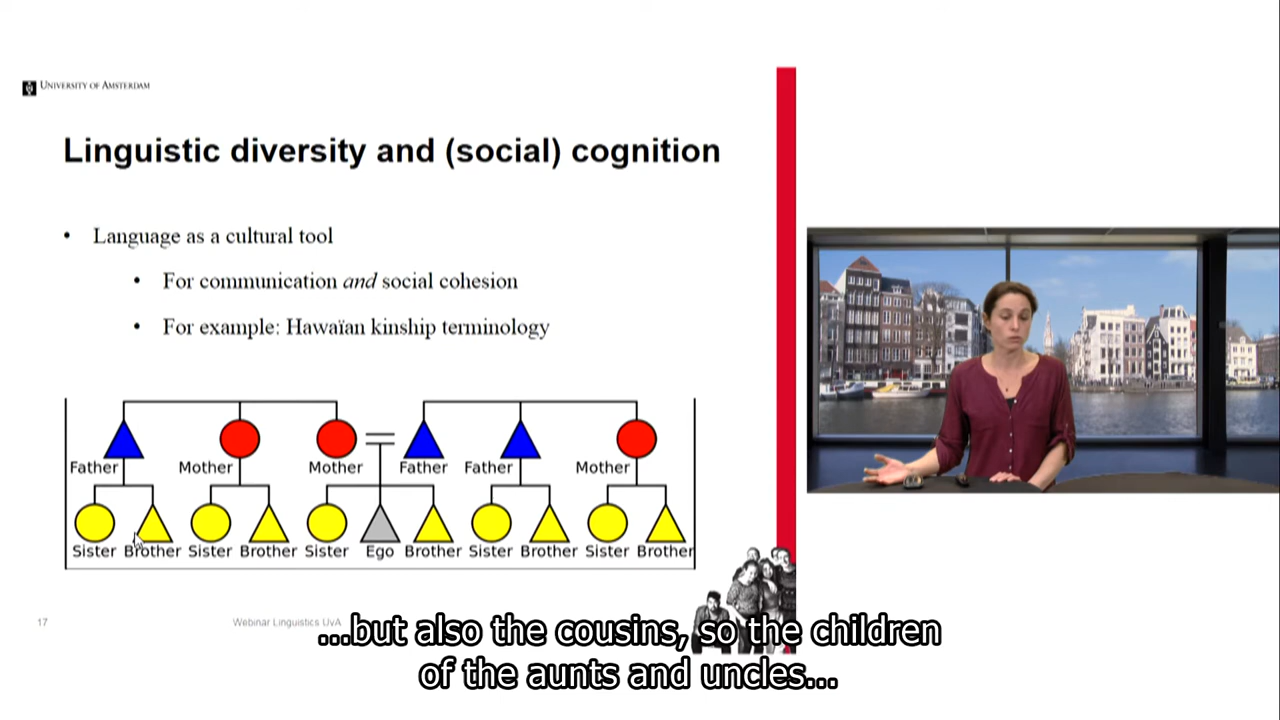 UNIVERSITY OF AMSTERDAM
Linguistic diversity and (social) cognition
• Language as a cultural tool
• For communication and social cohesion
• For example: Hawaïan kinship terminology
Father Mother Mother Father Father Mother
Sister Brother Sister Brother Sister Ego Brother Sister Brother Sister Brother
17 Webinar Linguistics UvA
...but also the cousins, so the children
of the aunts and uncles...